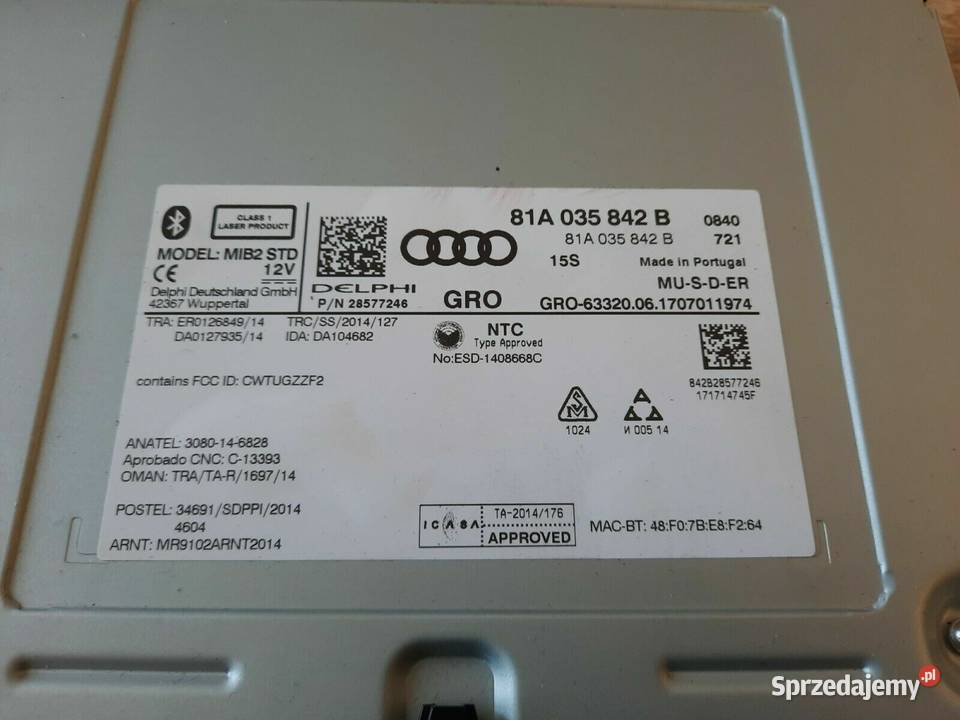 CLASS 1
LASER PRODUCT
MODEL: MIB2 STD
CE 12V
Delphi Deutschland GmbH
42367 Wuppertal
DELPHI
P/N 28577246
GRO
81A 035 842 B 0840
81A 035 842 B 721
15S Made in Portugal
MU-S-D-ER
GRO-63320.06.1707011974
TRA: ER0126849/14 TRC/SS/2014/127
DA0127935/14 IDA: DA104682
NTC
Type Approved
No:ESD-1408668C
contains FCC ID: CWTUGZZF2
842B28577246
171714745F
1024
И 005 14
ANATEL: 3080-14-6828
Aprobado CNC: C-13393
OMAN: TRA/TA-R/1697/14
POSTEL: 34691/SDPPI/2014
4604
ARNT: MR9102ARNT2014
ICASA TA-2014/176
APPROVED
MAC-BT: 48:F0:7B:E8:F2:64
Sprzedajemy.pl